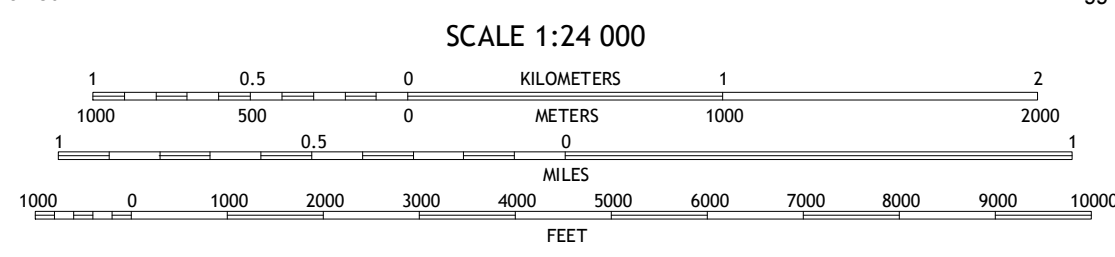 SCALE 1:24 000
1 0.5 0 KILOMETERS 1 2
1000 500 0 METERS 1000 2000
1 0.5 0 1
MILES
1000 0 1000 2000 3000 4000 5000 6000 7000 8000 9000 10000
FEET